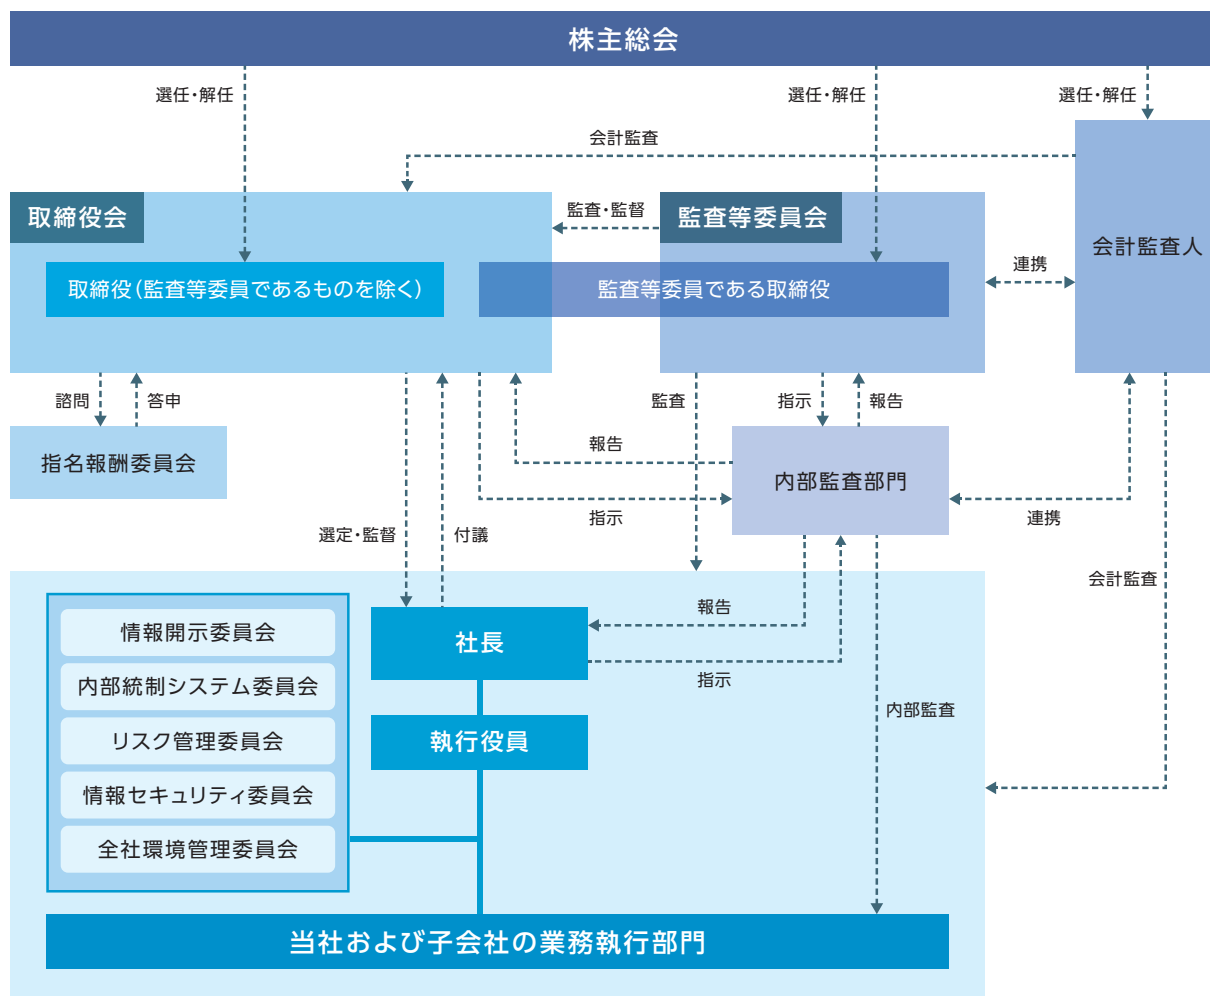 株主総会
選任・解任
選任・解任
選任・解任
会計監査
取締役会
監査・監督
監査等委員会
会計監査人
連携
取締役（監査等委員であるものを除く）
監査等委員である取締役
諮問
答申
監査
指示
報告
指名報酬委員会
報告
内部監査部門
指示
連携
選定・監督
付議
会計監査
情報開示委員会
報告
社長
内部統制システム委員会
指示
内部監査
リスク管理委員会
執行役員
情報セキュリティ委員会
全社環境管理委員会
当社および子会社の業務執行部門